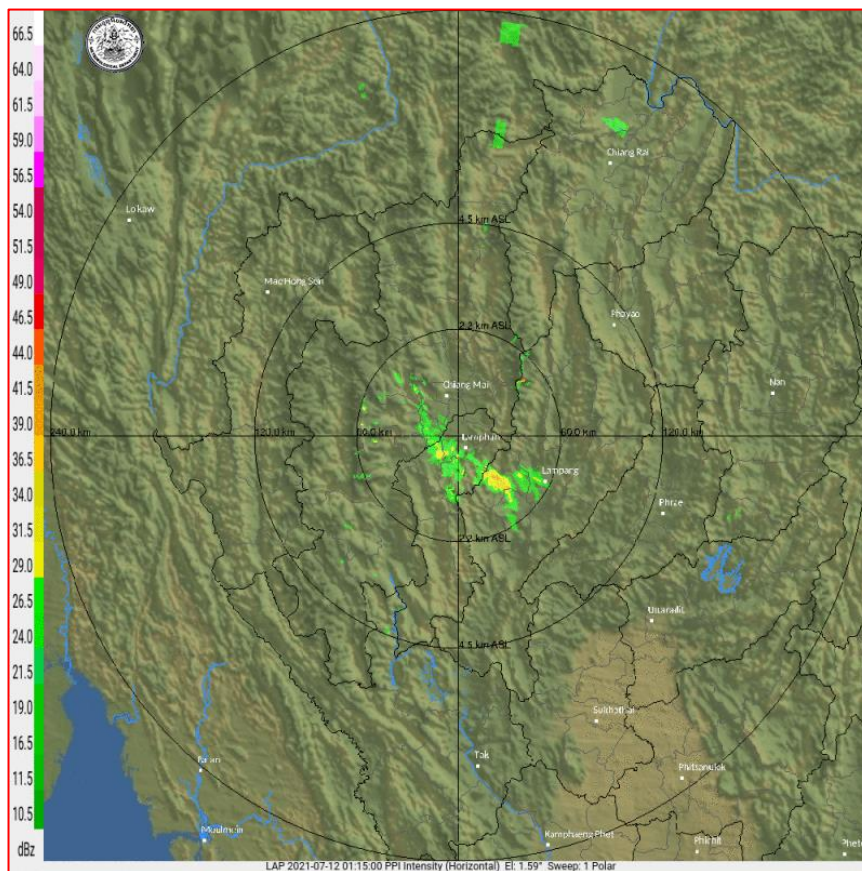 66.5
64.0
61.5
59.0
56.5
54.0
51.5
49.0
46.5
44.0
41.5
39.0
36.5
34.0
31.5
29.0
26.5
24.0
21.5
19.0
16.5
11.5
10.5
dBz
Chiang Rai
Loikaw
4.5 km ASL
Mae Hong Son
Phayao
2.2 km ASL
Chiang Mai
Nan
240.0 km
120.0 km
60.0 km
60.0 km
120.0 km
Lamphun
Lampang
Phrae
2.2 km ASL
Uttaradit
4.5 km ASL
Sukhothai
Tak
Pa'an
Phitsanulok
Moulmein
Kamphaeng Phet
Phichit
LAP 2021-07-12 01:15:00 PPI Intensity (Horizontal) El: 1.59° Sweep: 1 Polar